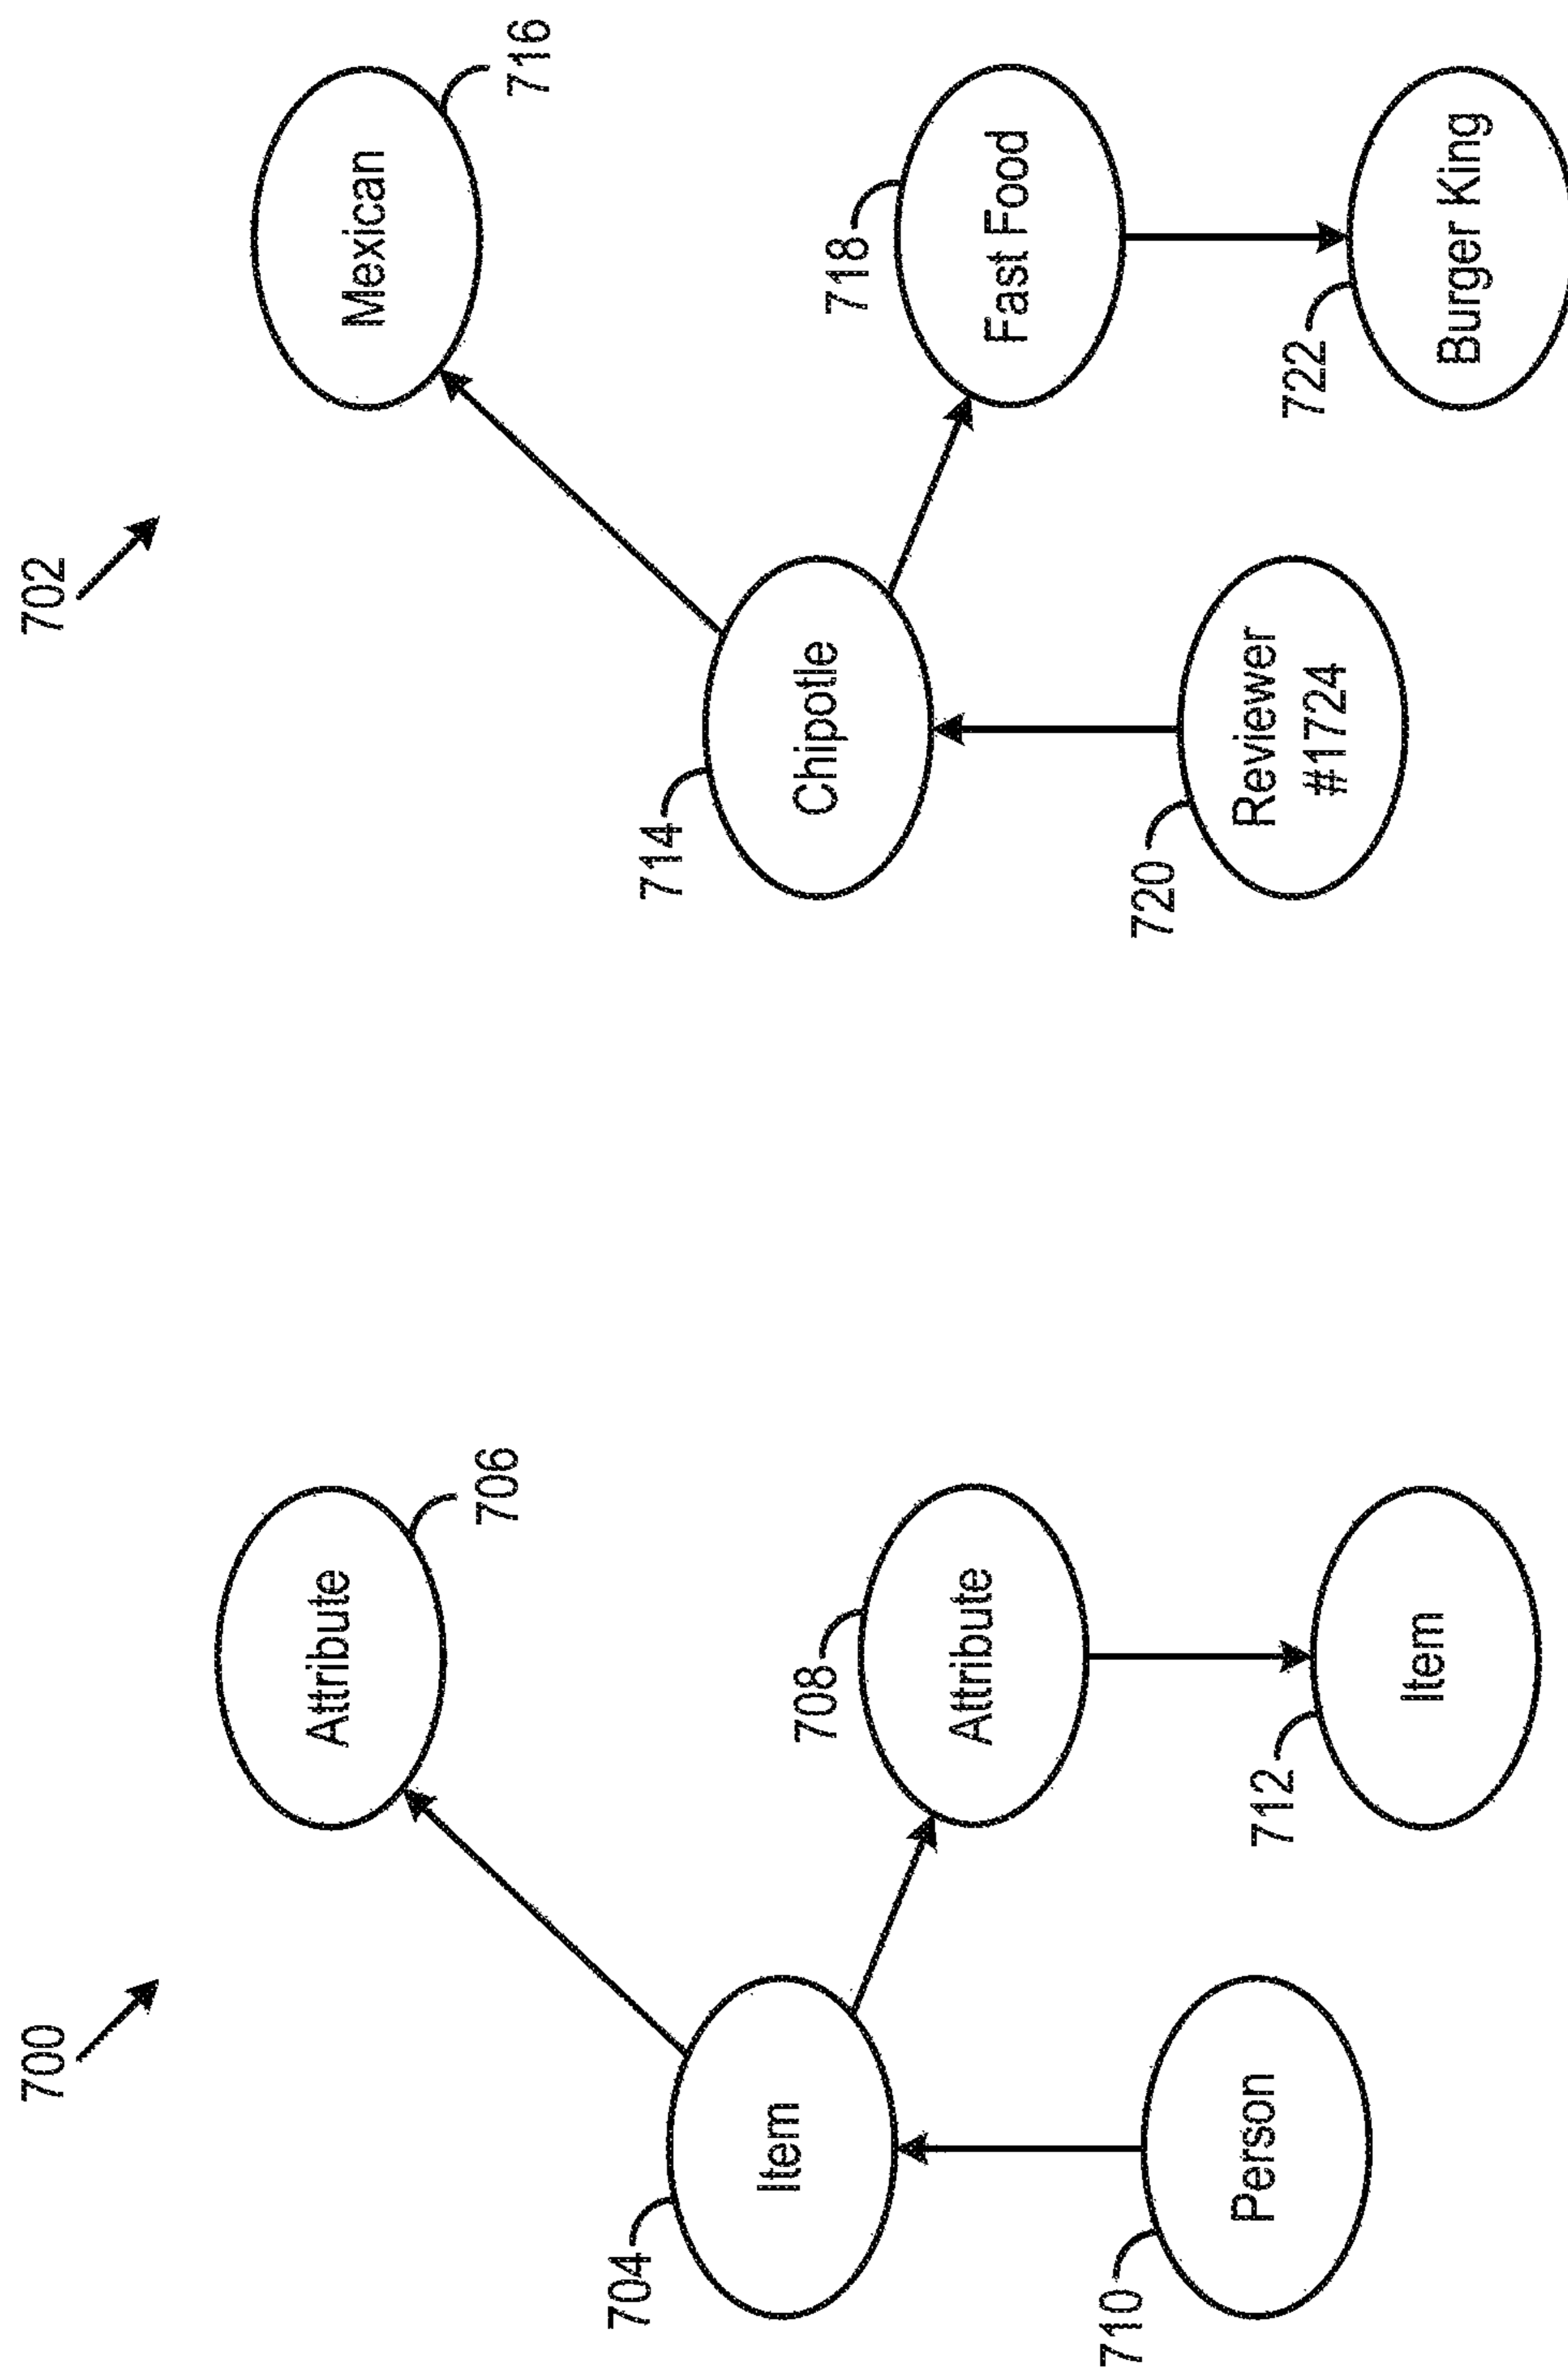 700
Attribute
706
Item
704
708
Attribute
Person
710
712
Item
702
Mexican
716
714
Chipotle
718
Fast Food
720
Reviewer
#1724
722
Burger King